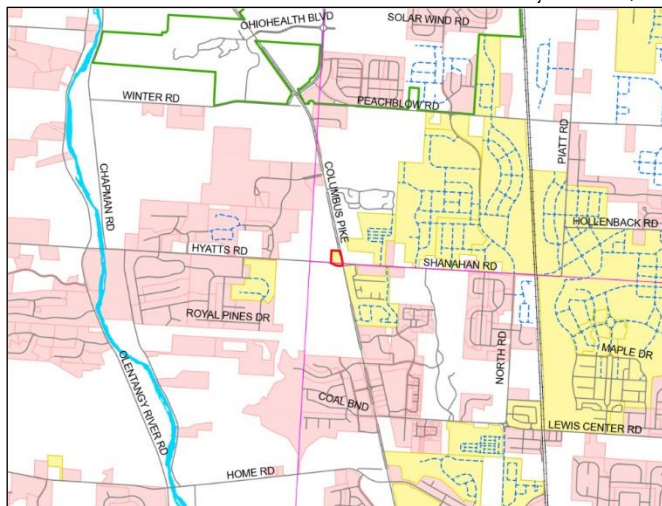 OHIOHEALTH BLVD
SOLAR WIND RD
WINTER RD
PEACHBLOW RD
PIATT RD
CHAPMAN RD
COLUMBUS PIKE
HOLLENBACK RD
HYATTS RD
SHANAHAN RD
ROYAL PINES DR
NORTH RD
MAPLE DR
OLENTANGY RIVER RD
COAL BND
LEWIS CENTER RD
HOME RD